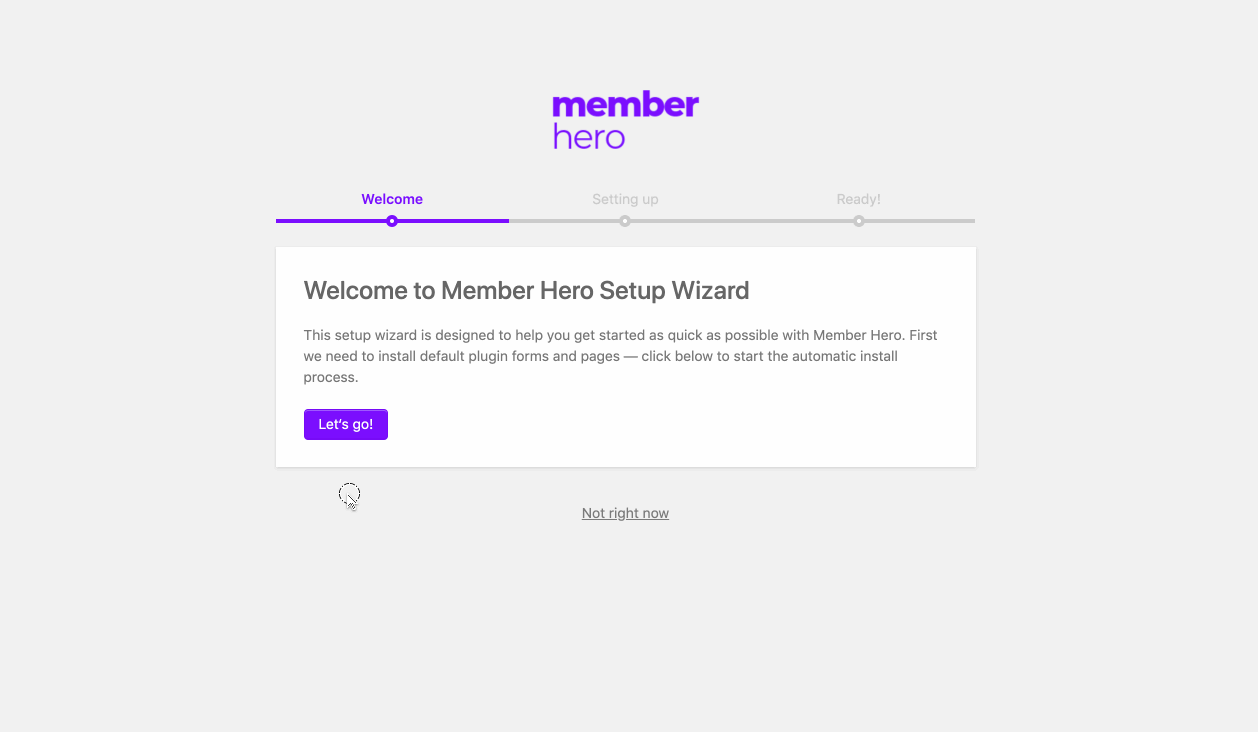 member
hero
Welcome
Setting up
Ready!
Welcome to Member Hero Setup Wizard
This setup wizard is designed to help you get started as quick as possible with Member Hero. First
we need to install default plugin forms and pages — click below to start the automatic install
process.
Let's go!
Not right now